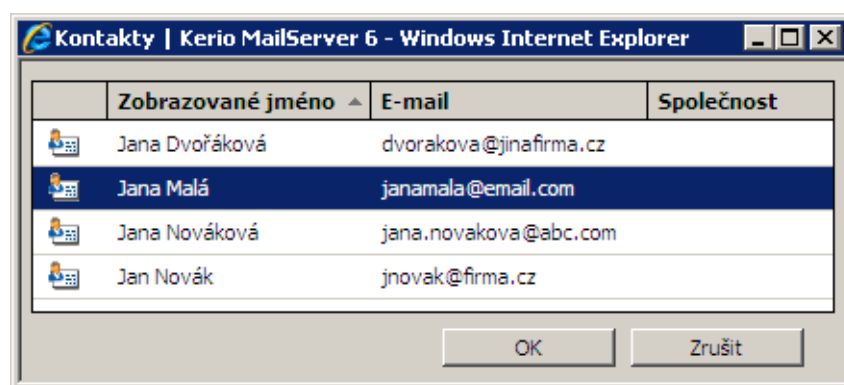 Kontakty | Kerio MailServer 6 - Windows Internet Explorer
Zobrazované jméno E-mail Společnost
Jana Dvořáková dvorakova@jinafirma.cz
Jana Malá janamala@email.com
Jana Nováková jana.novakova@abc.com
Jan Novák jnovak@firma.cz
OK Zrušit